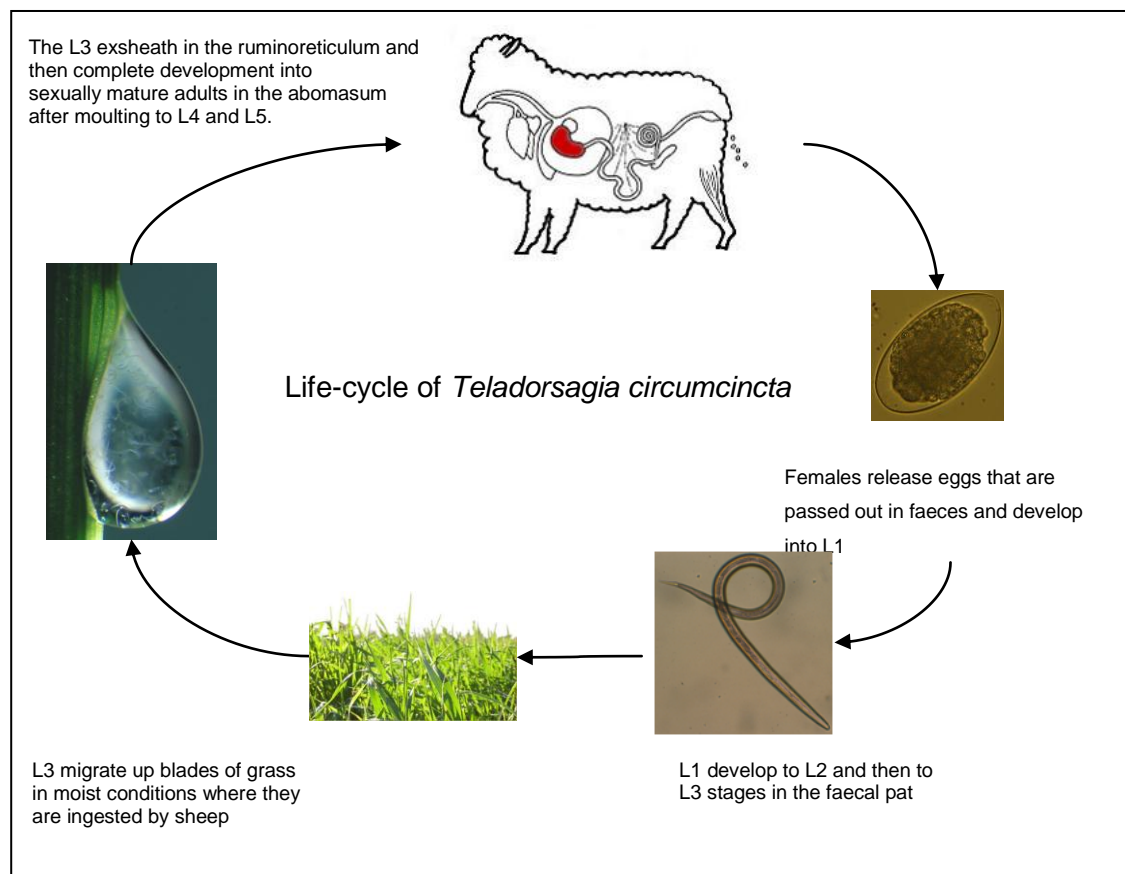 The L3 exsheath in the ruminoreticulum and
then complete development into
sexually mature adults in the abomasum
after moulting to L4 and L5.
Life-cycle of Teladorsagia circumcincta
Females release eggs that are
passed out in faeces and develop
into L1
L1 develop to L2 and then to
L3 stages in the faecal pat
L3 migrate up blades of grass
in moist conditions where they
are ingested by sheep